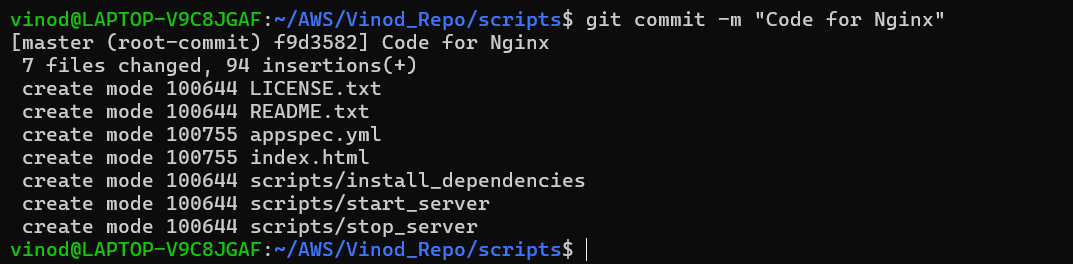 vinod@LAPTOP-V9C8JGAF:~/AWS/Vinod_Repo/scripts$ git commit -m "Code for Nginx"
[master (root-commit) f9d3582] Code for Nginx
 7 files changed, 94 insertions(+)
 create mode 100644 LICENSE.txt
 create mode 100644 README.txt
 create mode 100755 appspec.yml
 create mode 100755 index.html
 create mode 100644 scripts/install_dependencies
 create mode 100644 scripts/start_server
 create mode 100644 scripts/stop_server
vinod@LAPTOP-V9C8JGAF:~/AWS/Vinod_Repo/scripts$